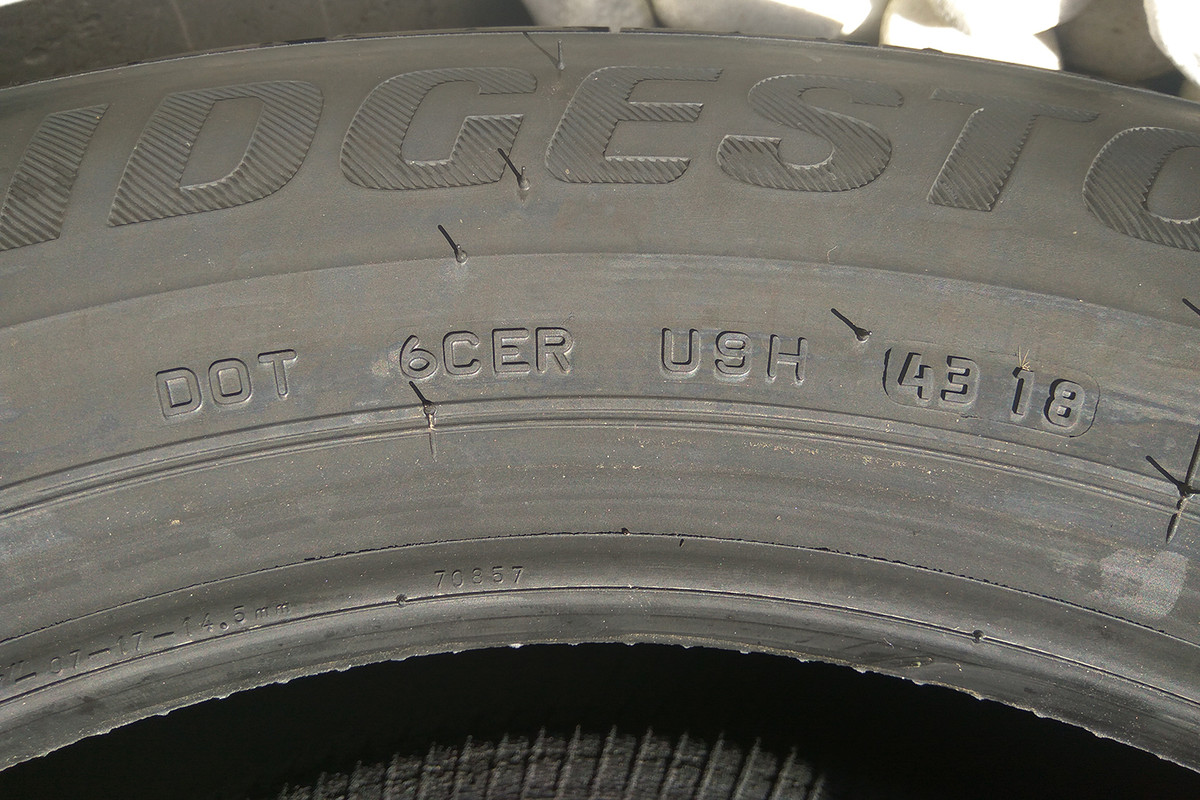 IDGESTO
DOT 6CER U9H 4318
70857
07-17-14.5mm